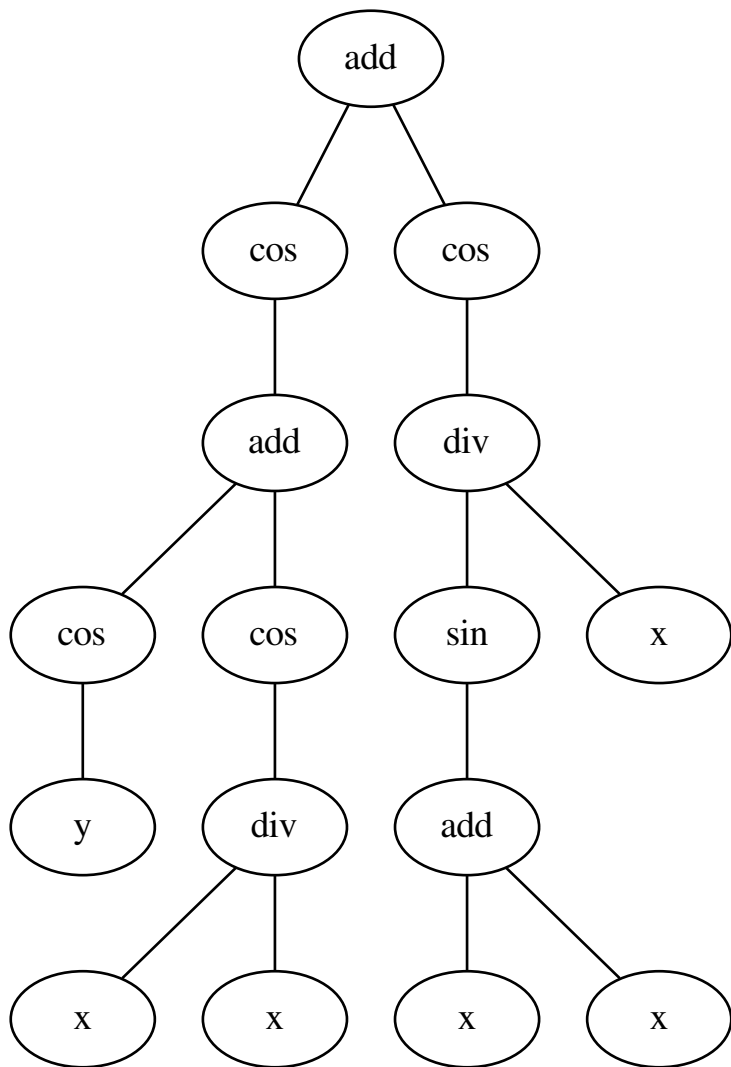 add
cos cos
add div
cos cos sin x
y div add
x x x x